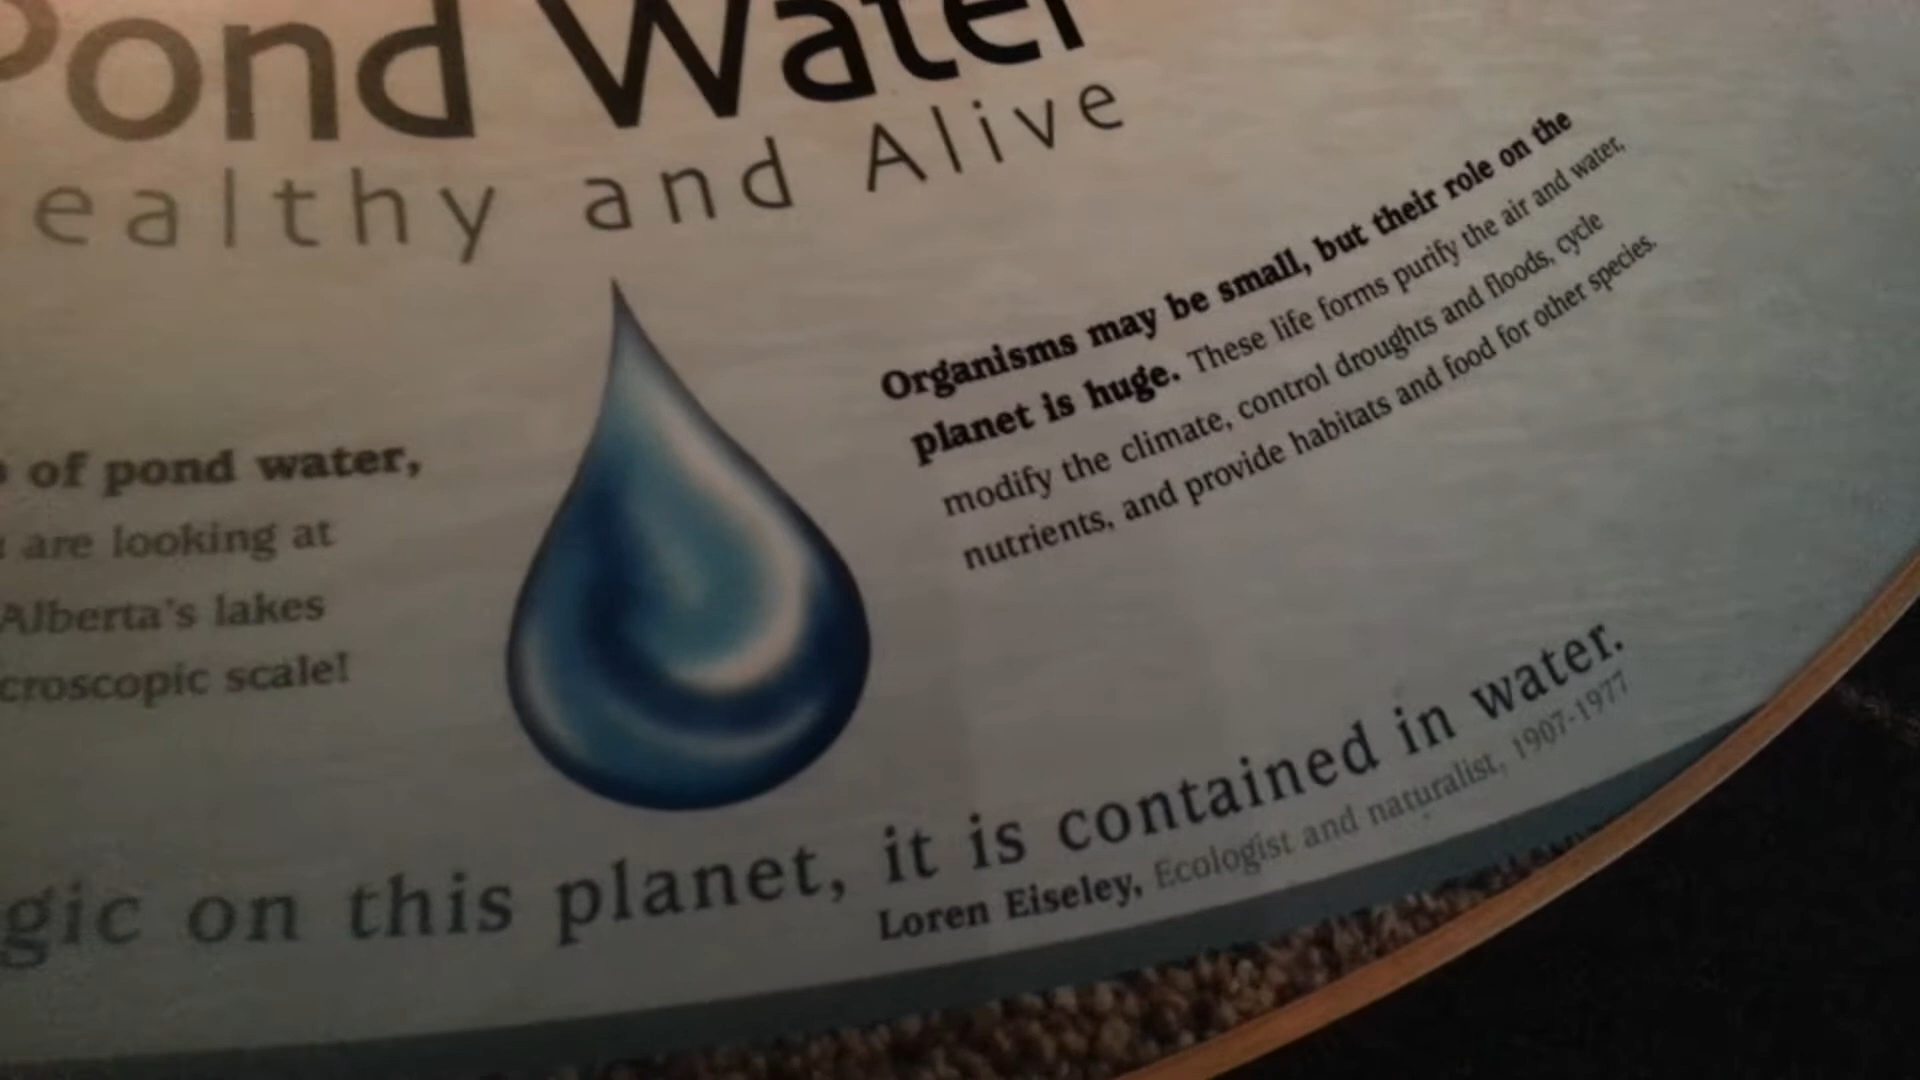 Pond Water
ealthy and Alive
of pond water,
are looking at
Alberta's lakes
croscopic scale!
Organisms may be small, but their role on the
planet is huge. These life forms purify the air and water,
modify the climate, control droughts and floods, cycle
nutrients, and provide habitats and food for other species.
gic on this planet, it is contained in water.
Loren Eiseley, Ecologist and naturalist, 1907-1977